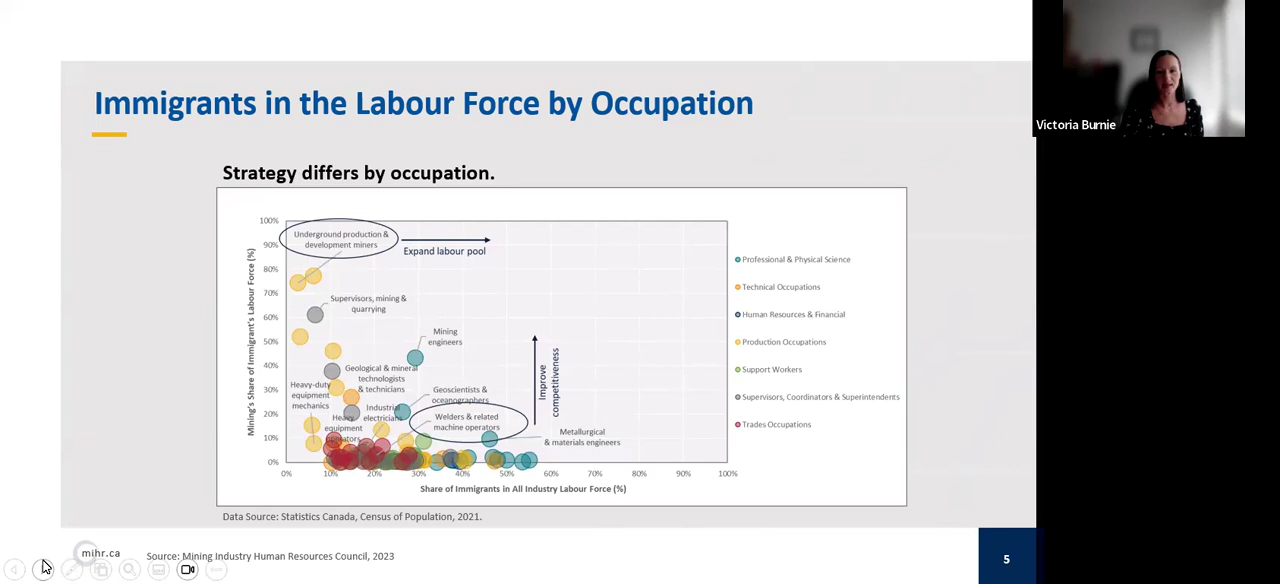 Victoria Burnie
Immigrants in the Labour Force by Occupation
Strategy differs by occupation.
Mining's Share of Immigrant's Labour Force (%)
100%
90%
80%
70%
60%
50%
40%
30%
20%
10%
0%
Underground production &
development miners
Expand labour pool
Supervisors, mining &
quarrying
Mining
engineers
Geological & mineral
technologists
& technicians
Heavy-duty
equipment
mechanics
Geoscientists &
oceanographers
Industrial
electricians
Heavy
equipment
operators
Welders & related
machine operators
Metallurgical
& materials engineers
Improve
competitiveness
0%
10%
20%
30%
40%
50%
60%
70%
80%
90%
100%
Share of Immigrants in All Industry Labour Force (%)
Professional & Physical Science
Technical Occupations
Human Resources & Financial
Production Occupations
Support Workers
Supervisors, Coordinators & Superintendents
Trades Occupations
Data Source: Statistics Canada, Census of Population, 2021.
mihr.ca
Source: Mining Industry Human Resources Council, 2023
5